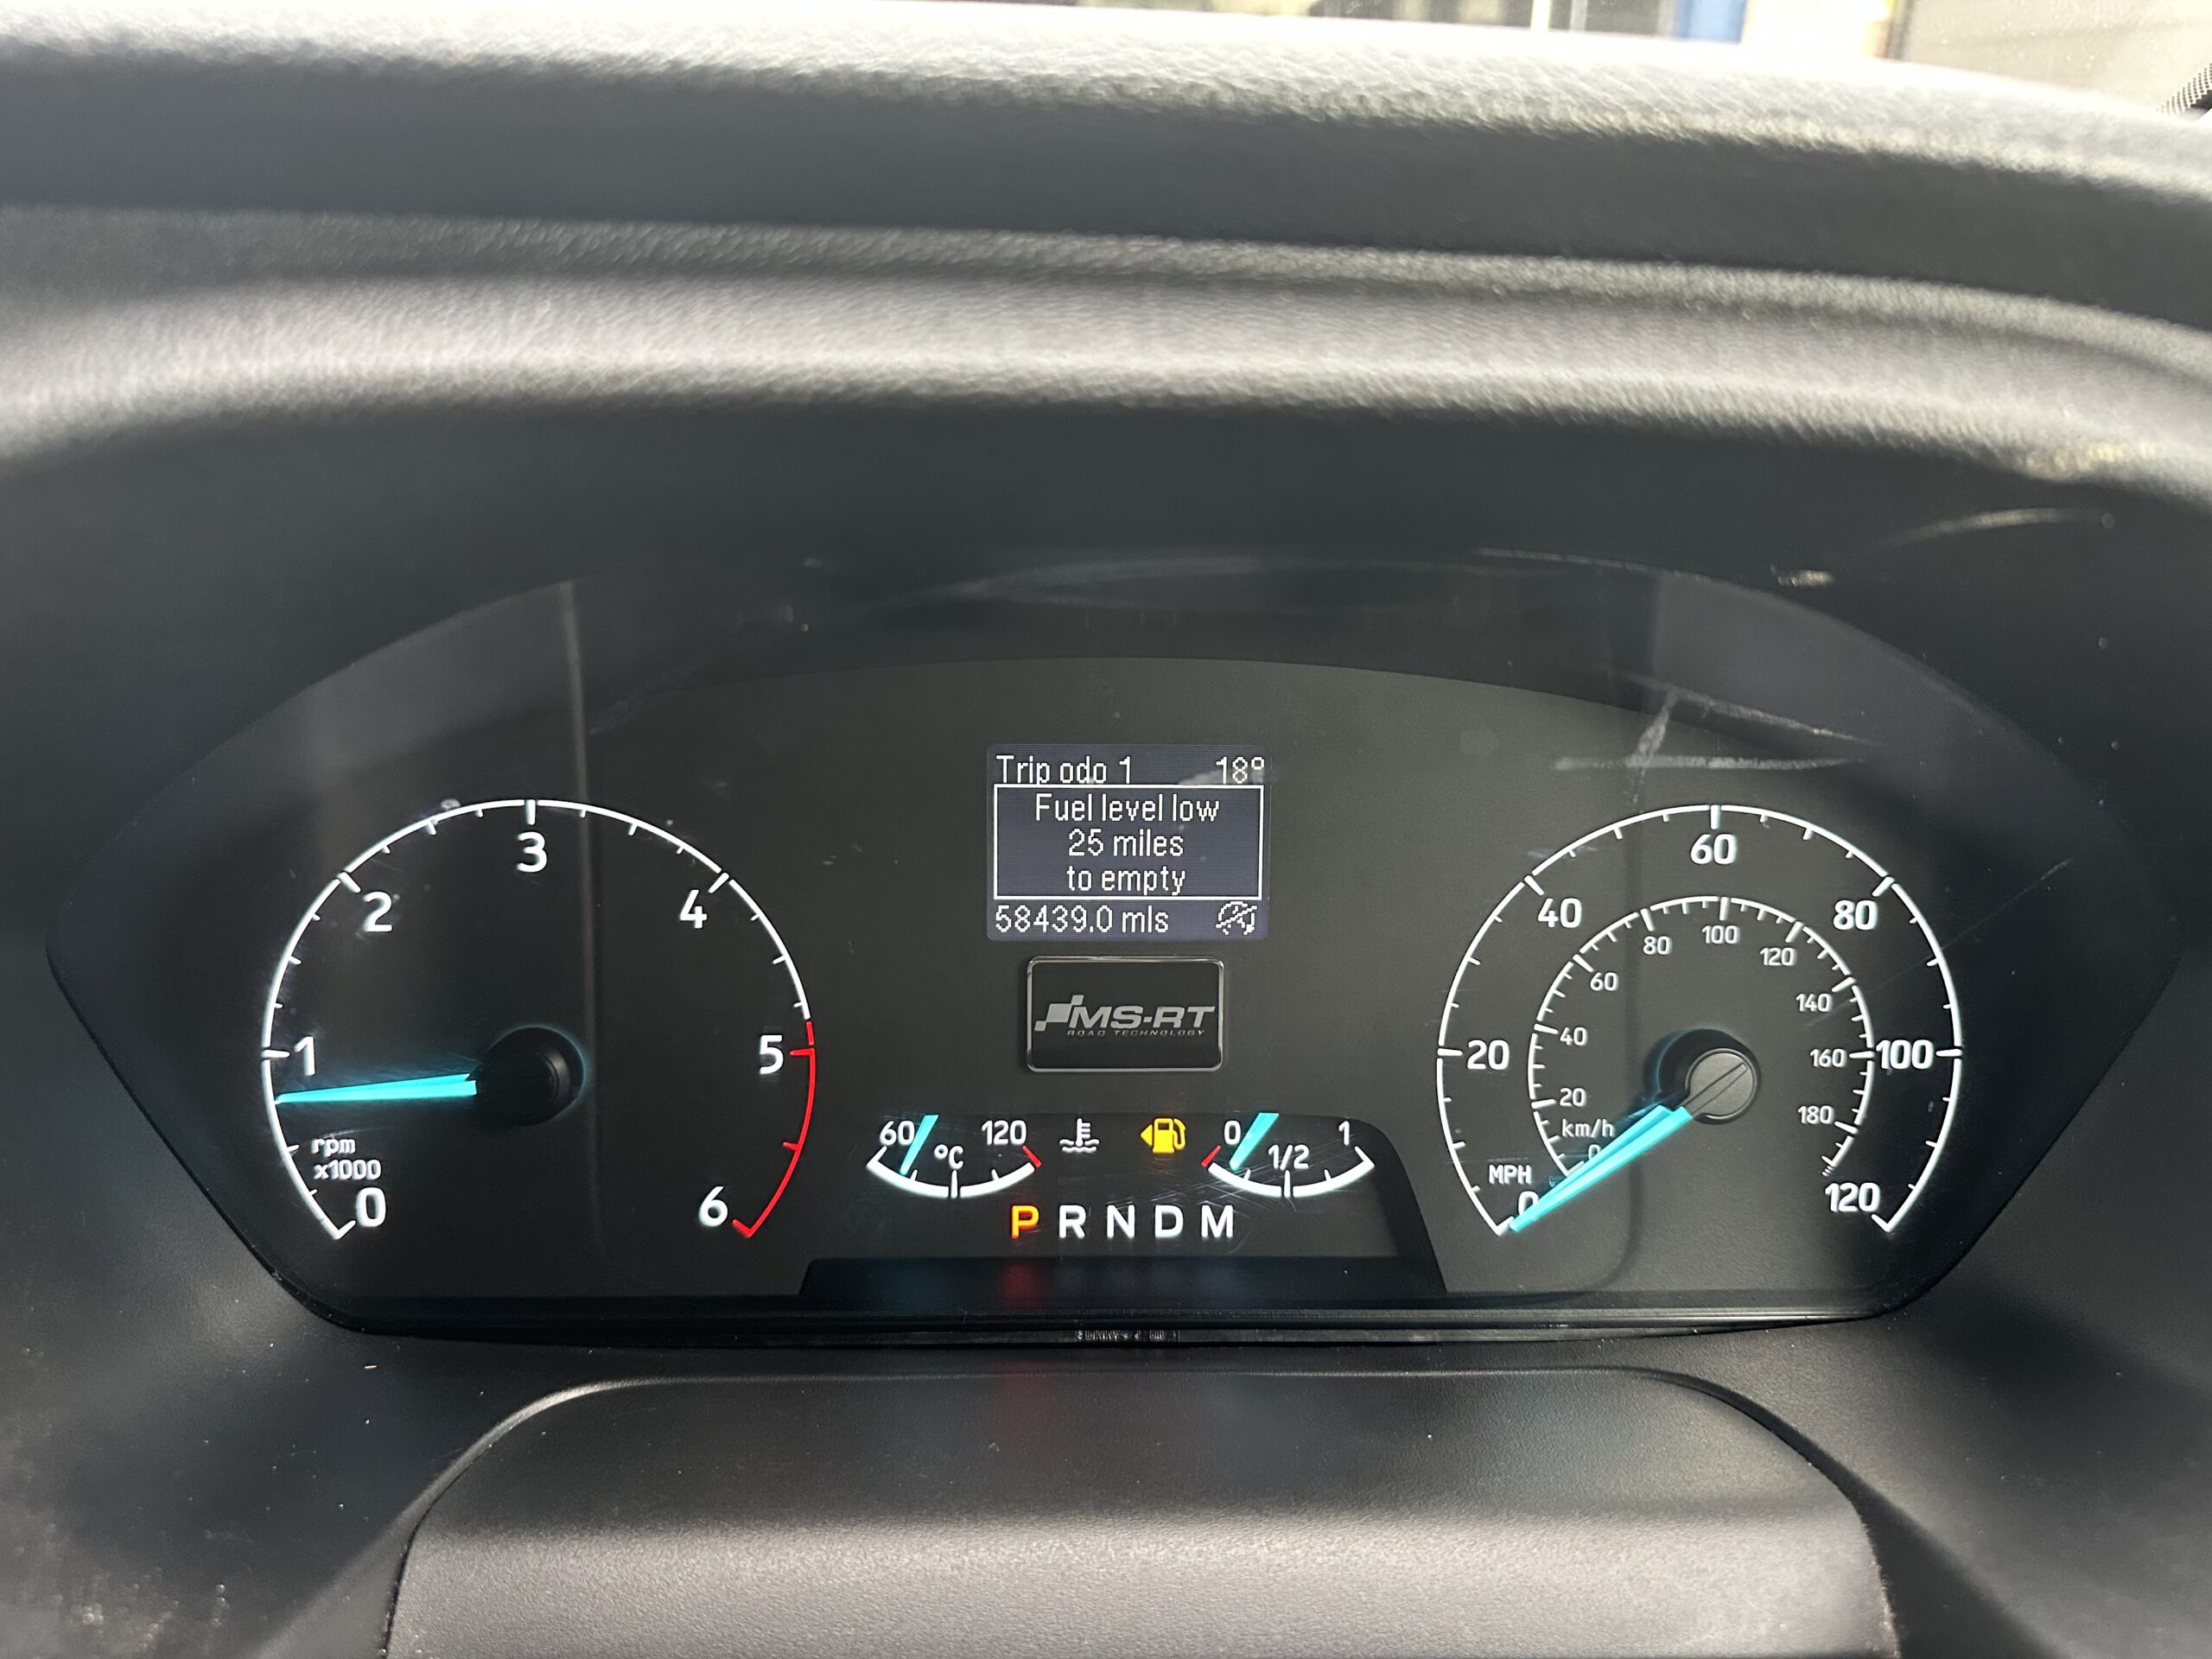 Trip odo 1 18°
Fuel level low
25 miles
to empty
58439.0 mls
MS-RT
ROAD TECHNOLOGY
0 1 2 3 4 5 6
rpm
x1000
60 120
°C
0 1/2 1
P R N D M
0 20 40 60 80 100 120
MPH
0 20 40 60 80 100 120 140 160 180
km/h